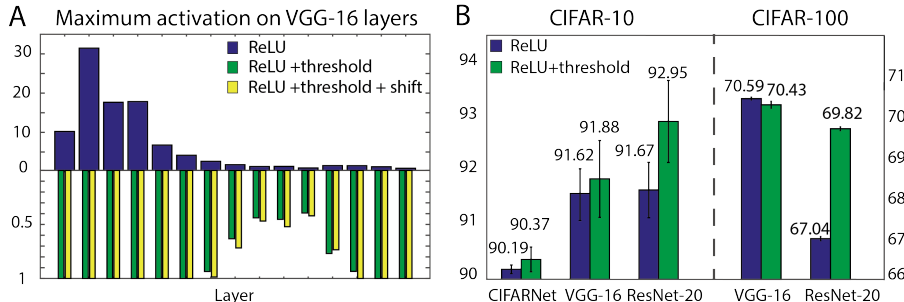 A
Maximum activation on VGG-16 layers
30
20
10
0
0.5
1
ReLU
ReLU +threshold
ReLU +threshold + shift
Layer
B
CIFAR-10
CIFAR-100
94
93
92
91
90
ReLU
ReLU+threshold
90.19
90.37
91.62
91.88
91.67
92.95
70.59
70.43
67.04
69.82
71
70
69
68
67
66
CIFARNet
VGG-16
ResNet-20
VGG-16
ResNet-20